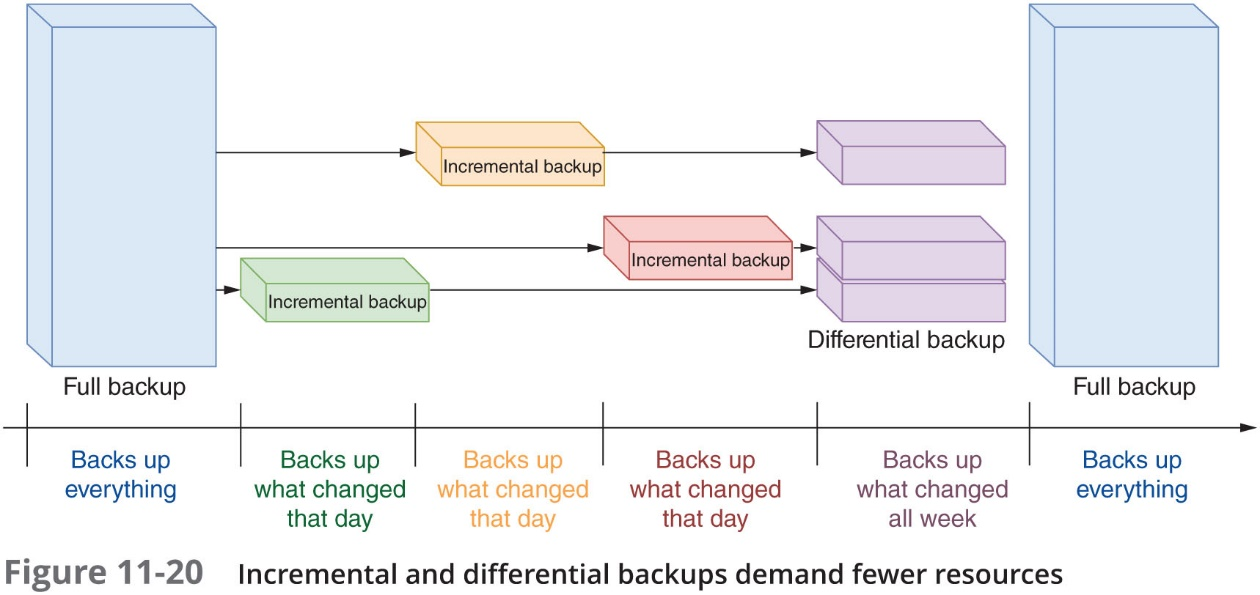 Incremental backup
Incremental backup
Incremental backup
Differential backup
Full backup
Full backup
Backs up
everything
Backs up
what changed
that day
Backs up
what changed
that day
Backs up
what changed
that day
Backs up
what changed
all week
Backs up
everything
Figure 11-20 Incremental and differential backups demand fewer resources